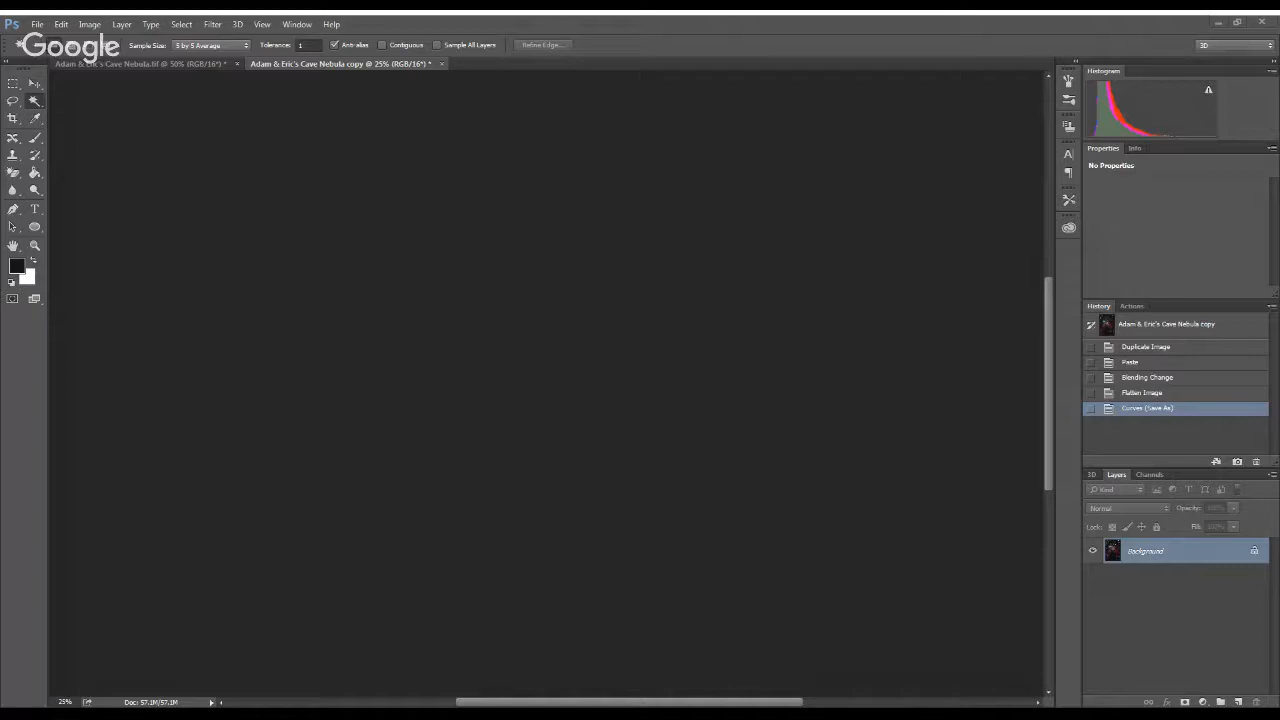 Ps File Edit Image Layer Type Select Filter 3D View Window Help
Google
Sample Size: 5 by 5 Average Tolerance: 1 Anti-alias Contiguous Sample All Layers Refine Edge... 3D
Adam & Eric's Cave Nebula.tif @ 50% (RGB/16*) * × Adam & Eric's Cave Nebula copy @ 25% (RGB/16*) * ×
Histogram
Properties Info
No Properties
History Actions
Adam & Eric's Cave Nebula copy
Duplicate Image
Paste
Blending Change
Flatten Image
Curves (Save As)
3D Layers Channels
Kind
Normal Opacity: 100%
Lock: Fill: 100%
Background
25% Doc: 57.1M/57.1M